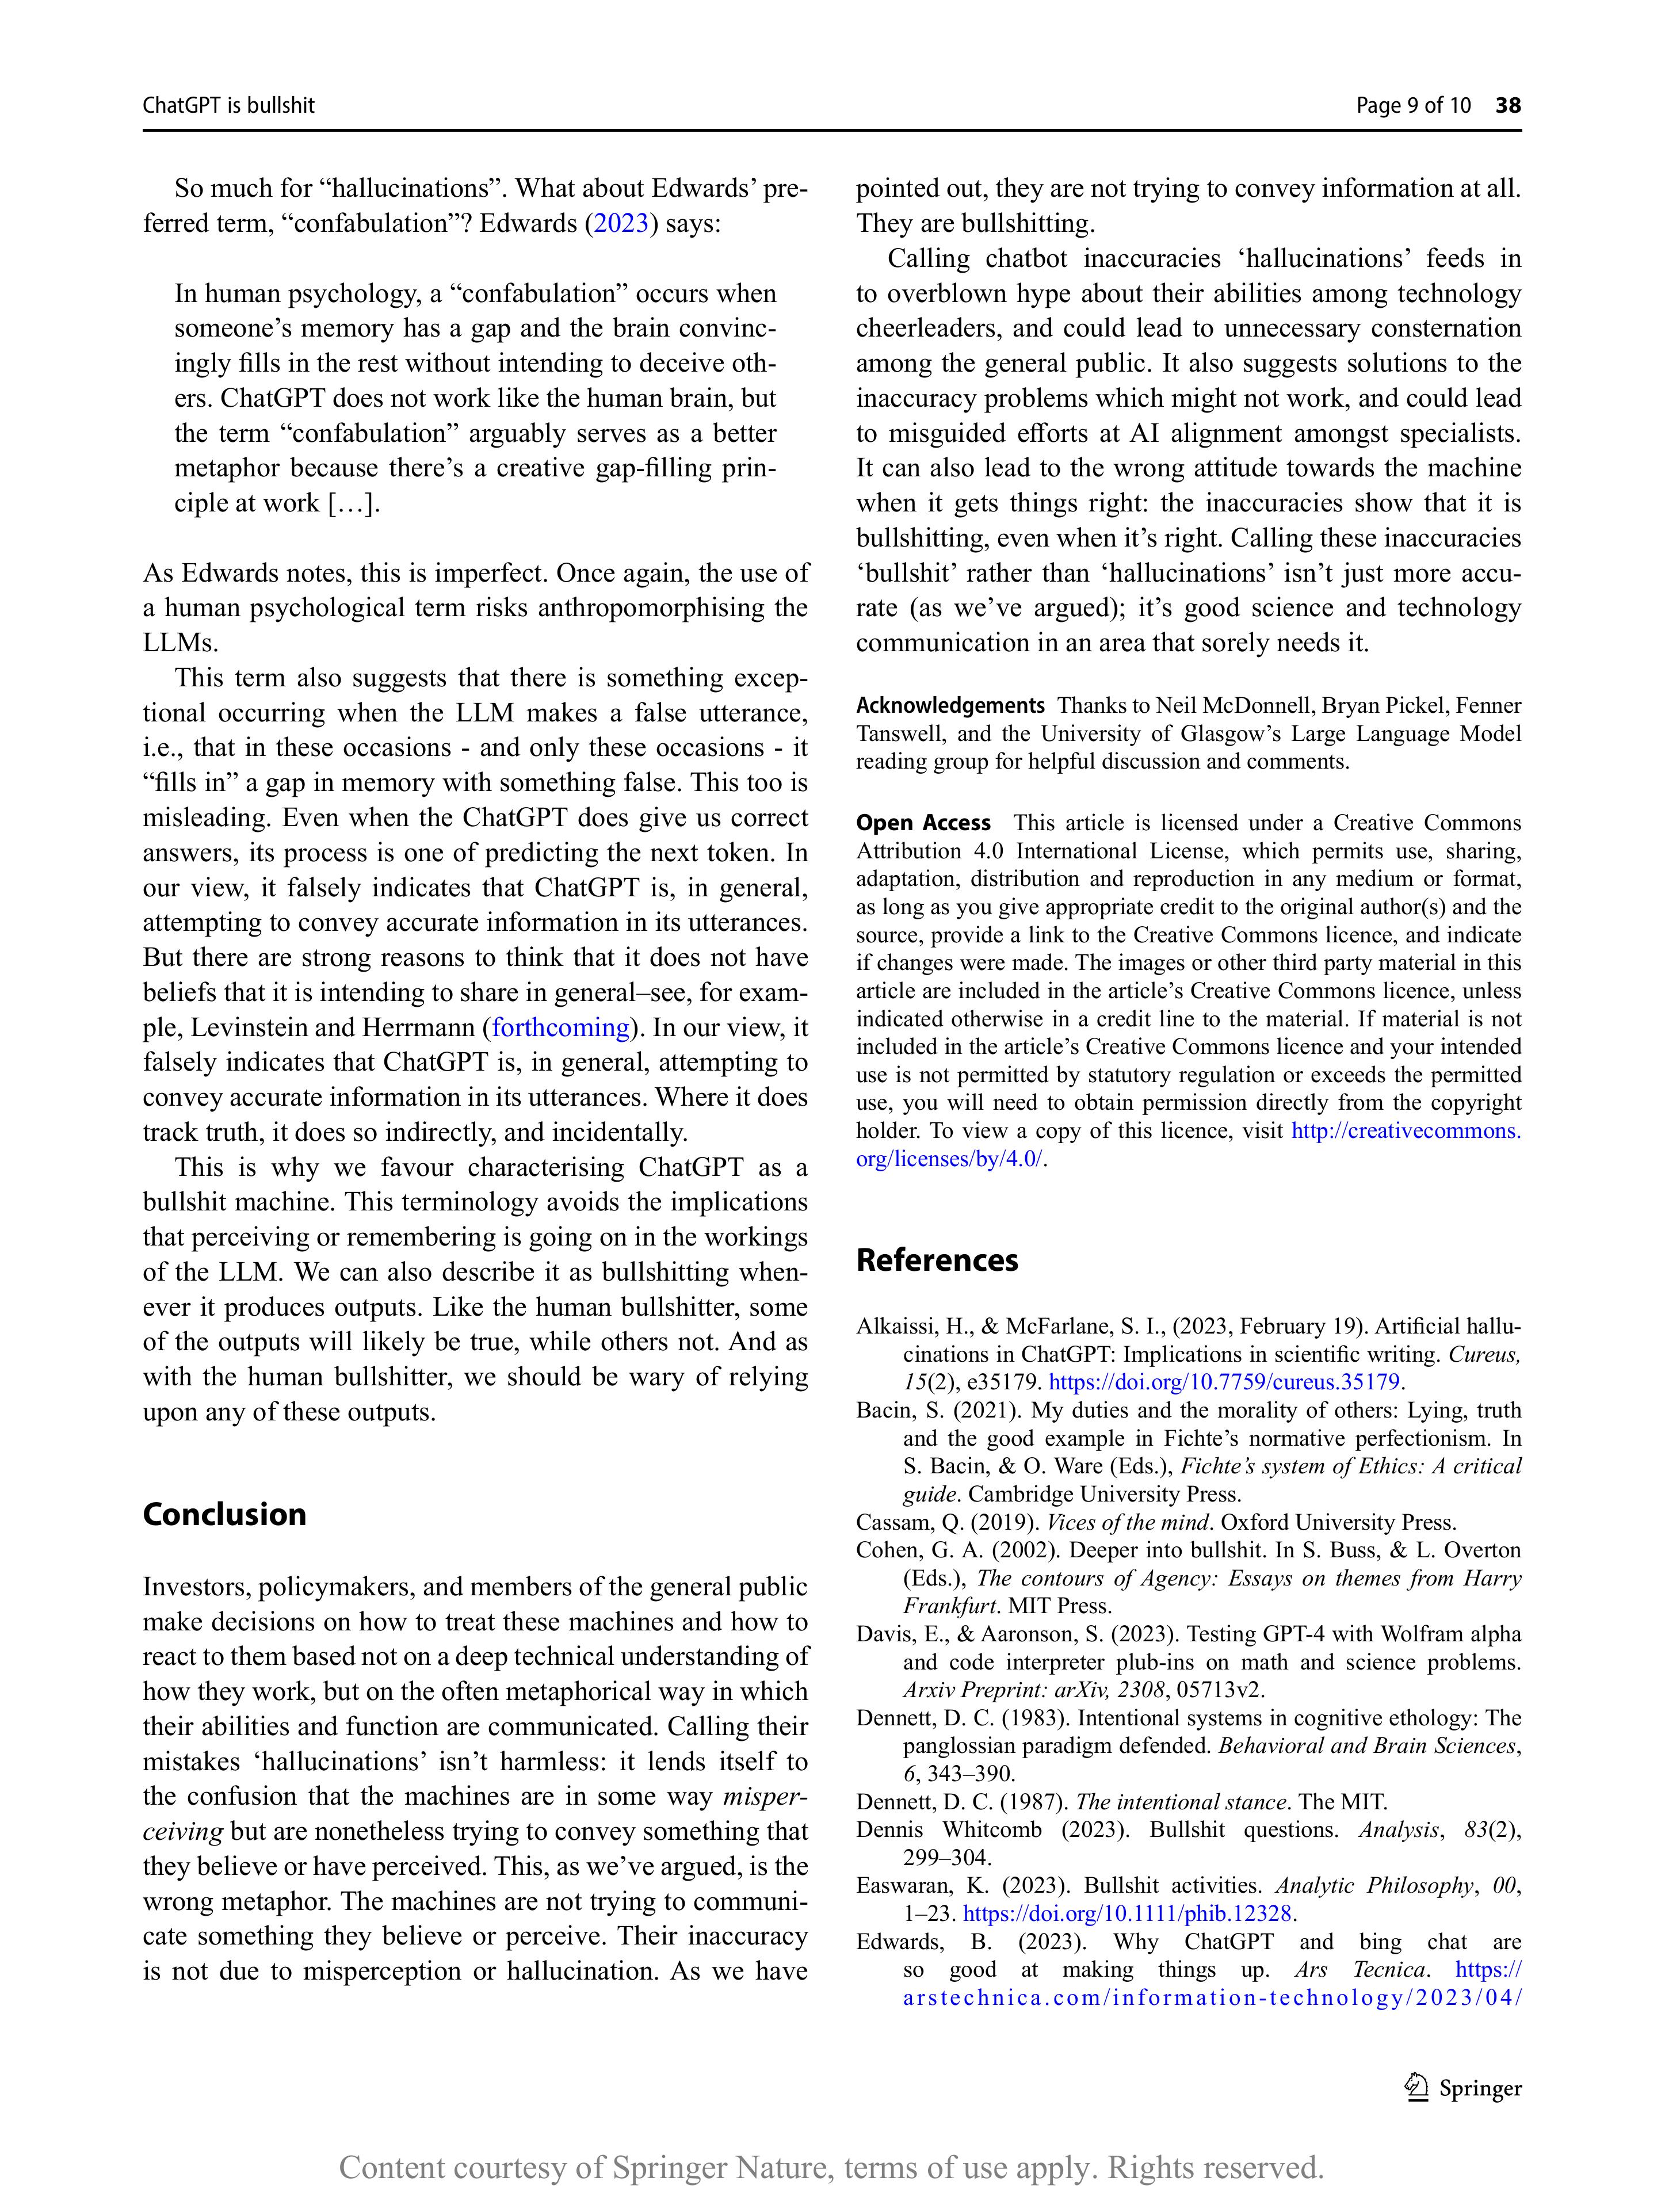 ChatGPT is bullshit
Page 9 of 10 38
So much for “hallucinations”. What about Edwards’ pre-
ferred term, “confabulation”? Edwards (2023) says:
In human psychology, a “confabulation” occurs when
someone’s memory has a gap and the brain convinc-
ingly fills in the rest without intending to deceive oth-
ers. ChatGPT does not work like the human brain, but
the term “confabulation” arguably serves as a better
metaphor because there’s a creative gap-filling prin-
ciple at work […].
As Edwards notes, this is imperfect. Once again, the use of
a human psychological term risks anthropomorphising the
LLMs.
This term also suggests that there is something excep-
tional occurring when the LLM makes a false utterance,
i.e., that in these occasions - and only these occasions - it
“fills in” a gap in memory with something false. This too is
misleading. Even when the ChatGPT does give us correct
answers, its process is one of predicting the next token. In
our view, it falsely indicates that ChatGPT is, in general,
attempting to convey accurate information in its utterances.
But there are strong reasons to think that it does not have
beliefs that it is intending to share in general–see, for exam-
ple, Levinstein and Herrmann (forthcoming). In our view, it
falsely indicates that ChatGPT is, in general, attempting to
convey accurate information in its utterances. Where it does
track truth, it does so indirectly, and incidentally.
This is why we favour characterising ChatGPT as a
bullshit machine. This terminology avoids the implications
that perceiving or remembering is going on in the workings
of the LLM. We can also describe it as bullshitting when-
ever it produces outputs. Like the human bullshitter, some
of the outputs will likely be true, while others not. And as
with the human bullshitter, we should be wary of relying
upon any of these outputs.
Conclusion
Investors, policymakers, and members of the general public
make decisions on how to treat these machines and how to
react to them based not on a deep technical understanding of
how they work, but on the often metaphorical way in which
their abilities and function are communicated. Calling their
mistakes ‘hallucinations’ isn’t harmless: it lends itself to
the confusion that the machines are in some way misper-
ceiving but are nonetheless trying to convey something that
they believe or have perceived. This, as we’ve argued, is the
wrong metaphor. The machines are not trying to communi-
cate something they believe or perceive. Their inaccuracy
is not due to misperception or hallucination. As we have
pointed out, they are not trying to convey information at all.
They are bullshitting.
Calling chatbot inaccuracies ‘hallucinations’ feeds in
to overblown hype about their abilities among technology
cheerleaders, and could lead to unnecessary consternation
among the general public. It also suggests solutions to the
inaccuracy problems which might not work, and could lead
to misguided efforts at AI alignment amongst specialists.
It can also lead to the wrong attitude towards the machine
when it gets things right: the inaccuracies show that it is
bullshitting, even when it’s right. Calling these inaccuracies
‘bullshit’ rather than ‘hallucinations’ isn’t just more accu-
rate (as we’ve argued); it’s good science and technology
communication in an area that sorely needs it.
Acknowledgements Thanks to Neil McDonnell, Bryan Pickel, Fenner
Tanswell, and the University of Glasgow’s Large Language Model
reading group for helpful discussion and comments.
Open Access This article is licensed under a Creative Commons
Attribution 4.0 International License, which permits use, sharing,
adaptation, distribution and reproduction in any medium or format,
as long as you give appropriate credit to the original author(s) and the
source, provide a link to the Creative Commons licence, and indicate
if changes were made. The images or other third party material in this
article are included in the article’s Creative Commons licence, unless
indicated otherwise in a credit line to the material. If material is not
included in the article’s Creative Commons licence and your intended
use is not permitted by statutory regulation or exceeds the permitted
use, you will need to obtain permission directly from the copyright
holder. To view a copy of this licence, visit http://creativecommons.
org/licenses/by/4.0/.
References
Alkaissi, H., & McFarlane, S. I., (2023, February 19). Artificial hallu-
cinations in ChatGPT: Implications in scientific writing. Cureus,
15(2), e35179. https://doi.org/10.7759/cureus.35179.
Bacin, S. (2021). My duties and the morality of others: Lying, truth
and the good example in Fichte’s normative perfectionism. In
S. Bacin, & O. Ware (Eds.), Fichte’s system of Ethics: A critical
guide. Cambridge University Press.
Cassam, Q. (2019). Vices of the mind. Oxford University Press.
Cohen, G. A. (2002). Deeper into bullshit. In S. Buss, & L. Overton
(Eds.), The contours of Agency: Essays on themes from Harry
Frankfurt. MIT Press.
Davis, E., & Aaronson, S. (2023). Testing GPT-4 with Wolfram alpha
and code interpreter plub-ins on math and science problems.
Arxiv Preprint: arXiv, 2308, 05713v2.
Dennett, D. C. (1983). Intentional systems in cognitive ethology: The
panglossian paradigm defended. Behavioral and Brain Sciences,
6, 343–390.
Dennett, D. C. (1987). The intentional stance. The MIT.
Dennis Whitcomb (2023). Bullshit questions. Analysis, 83(2),
299–304.
Easwaran, K. (2023). Bullshit activities. Analytic Philosophy, 00,
1–23. https://doi.org/10.1111/phib.12328.
Edwards, B. (2023). Why ChatGPT and bing chat are
so good at making things up. Ars Tecnica. https://
arstechnica.com/information-technology/2023/04/
Springer
Content courtesy of Springer Nature, terms of use apply. Rights reserved.